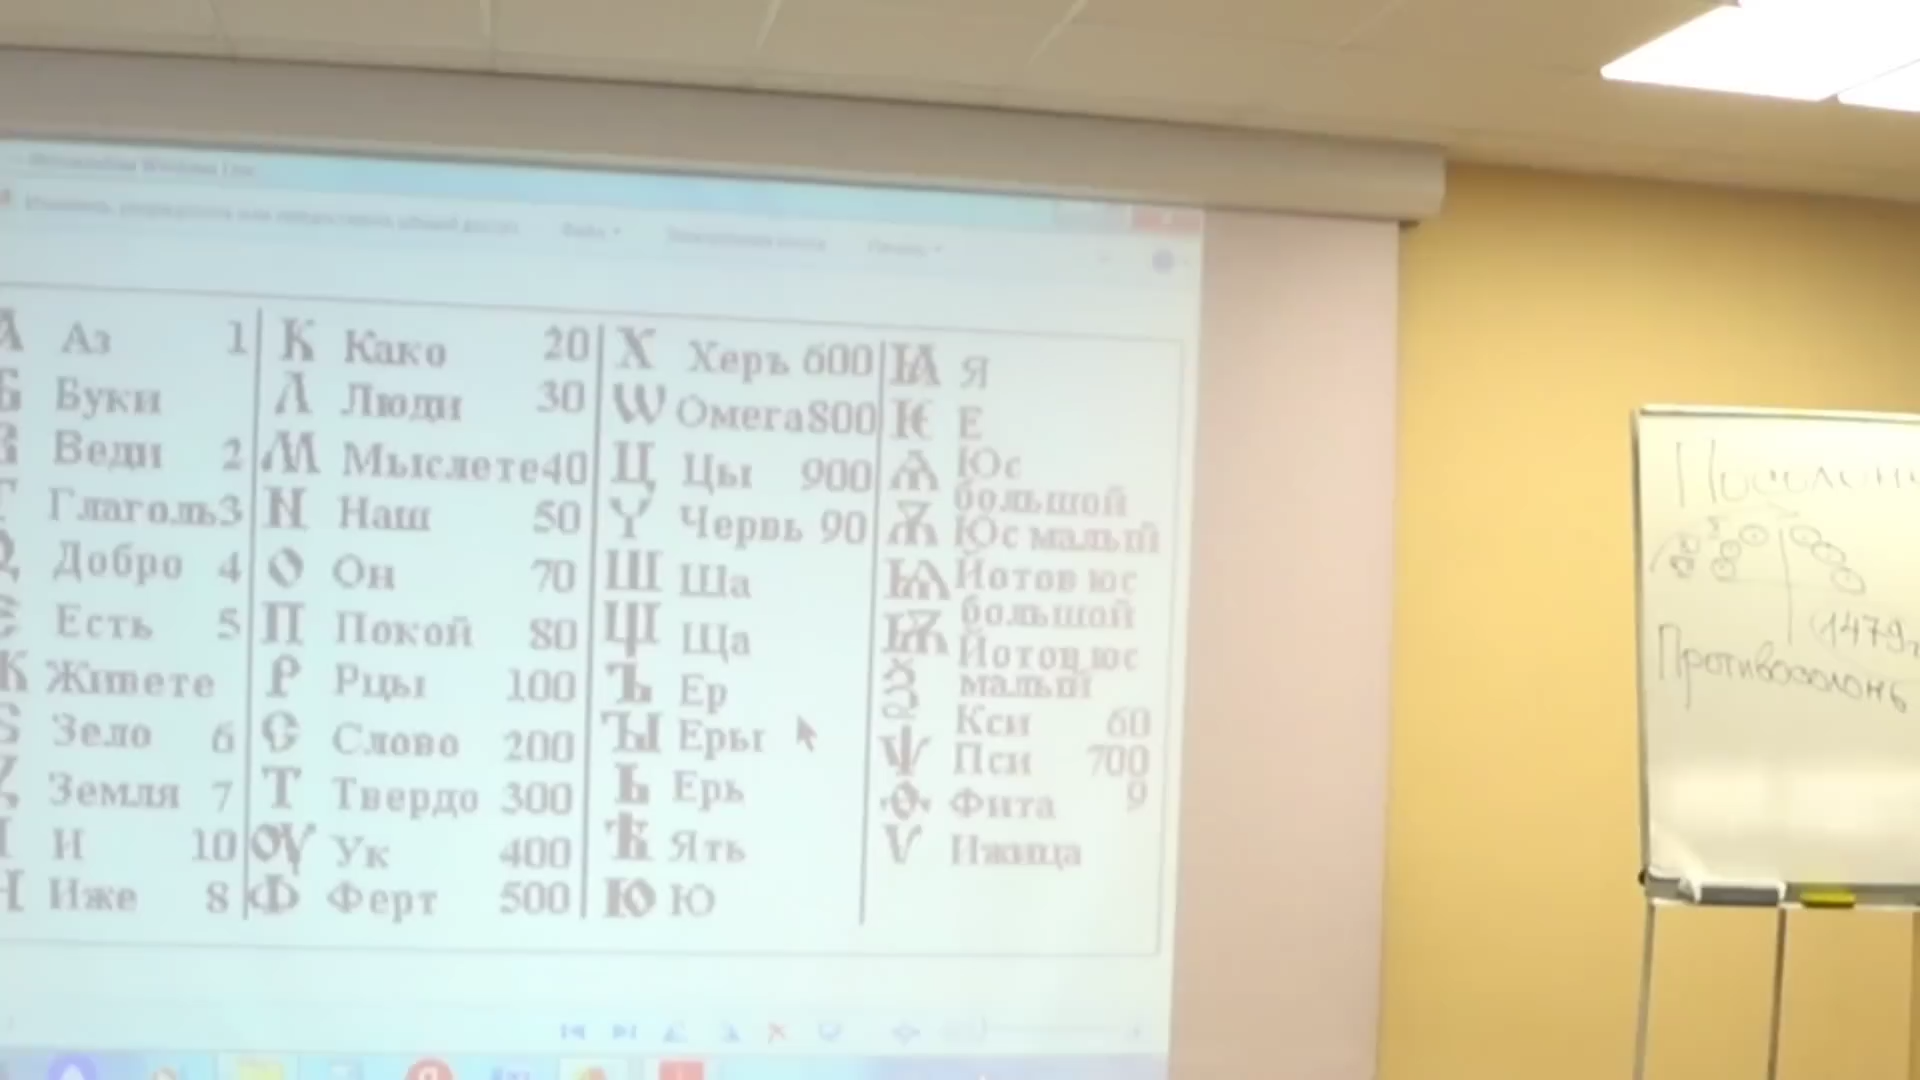 Аз 1
Буки
Веди 2
Глаголь 3
Добро 4
Есть 5
Живете
Зело 6
Земля 7
И 10
Иже 8
К Како 20
Л Люди 30
М Мыслете 40
N Наш 50
О Он 70
П Покой 80
Р Рцы 100
С Слово 200
Т Твердо 300
ОУ Ук 400
Ф Ферт 500
Х Херъ 600
Ѡ Омега 800
Ц Цы 900
Ч Червь 90
Ш Ша
Щ Ща
Ъ Ер
Ъı Еры
Ь Ерь
Ѣ Ять
Ю Ю
Ꙗ Я
Ѥ Е
Юс
большой
Юс малый
Йотов юс
большой
Йотов юс
малый
Ѯ Кси 60
Ѱ Пси 700
Ѳ Фита 9
Ѵ Ижица
(1479г
Противосолонь